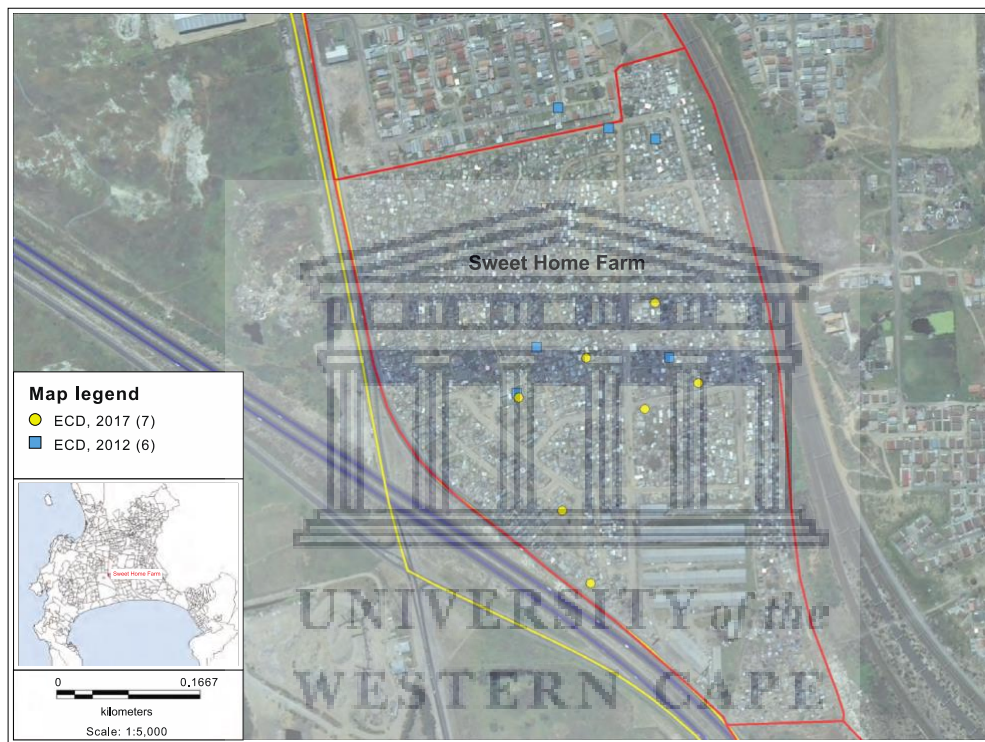 Sweet Home Farm
Map legend
ECD, 2017 (7)
ECD, 2012 (6)
Sweet Home Farm
0 0.1667
kilometers
Scale: 1:5,000
UNIVERSITY of the
WESTERN CAPE